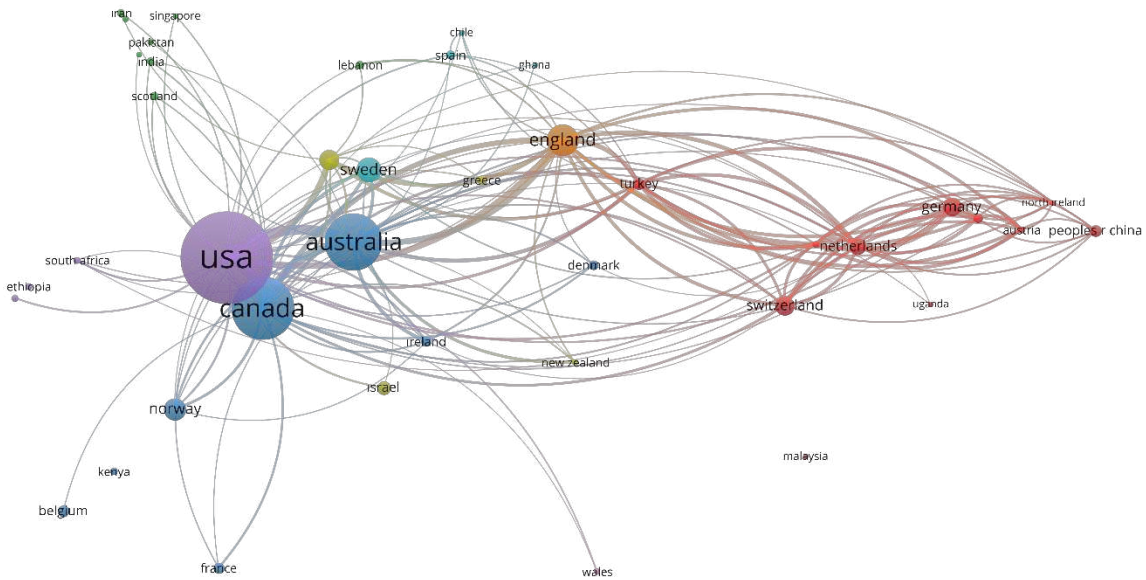 iran
singapore
pakistan
india
scotland
lebanon
chile
spain
ghana
england
sweden
greece
turkey
usa
australia
canada
germany
north ireland
netherlands
austria
peoples r china
south africa
ethiopia
denmark
switzerland
uganda
ireland
new zealand
israel
norway
malaysia
kenya
belgium
france
wales